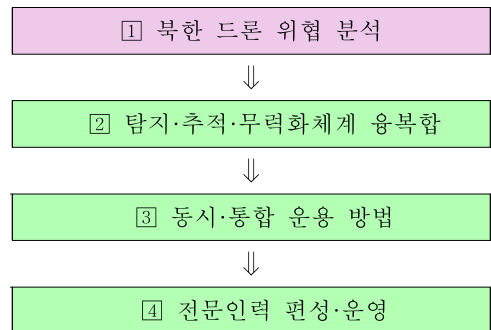 1 북한 드론 위협 분석
⇓
2 탐지·추적·무력화체계 융복합
⇓
3 동시·통합 운용 방법
⇓
4 전문인력 편성·운영